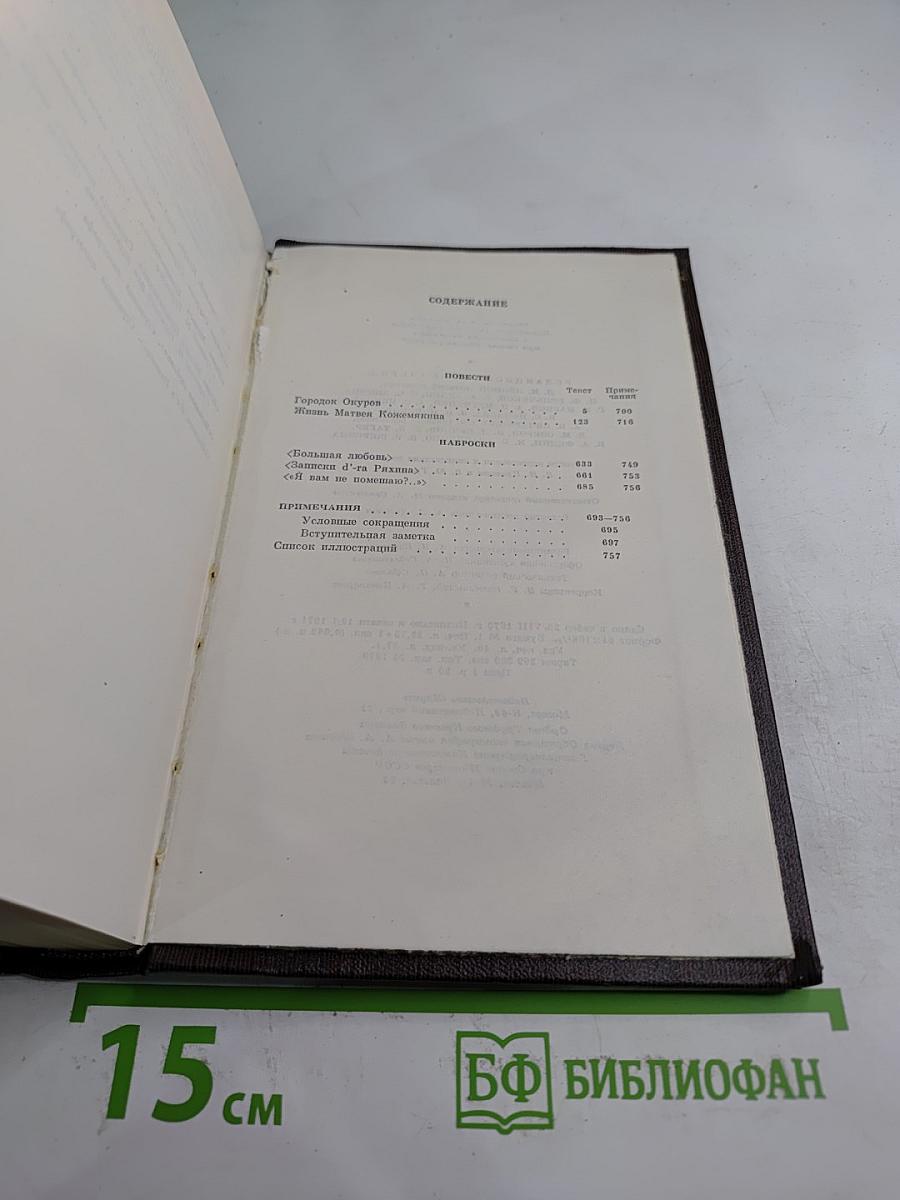 СОДЕРЖАНИЕ
ПОВЕСТИ
Текст Приме-
чания
Городок Окуров . . . . . . . . . . . . . . . . 5 700
Жизнь Матвея Кожемякина . . . . . . . . . . . 123 716
НАБРОСКИ
<Большая любовь> . . . . . . . . . . . . . . 633 749
<Записки d'-ra Ряхина> . . . . . . . . . . . . 661 753
<«Я вам не помешаю?..»> . . . . . . . . . . . 685 756
ПРИМЕЧАНИЯ . . . . . . . . . . . . . . . . 693—756
Условные сокращения . . . . . . . . . . . 695
Вступительная заметка . . . . . . . . . . . 697
Список иллюстраций . . . . . . . . . . . . . 757
15 см
БФ БИБЛИОФАН